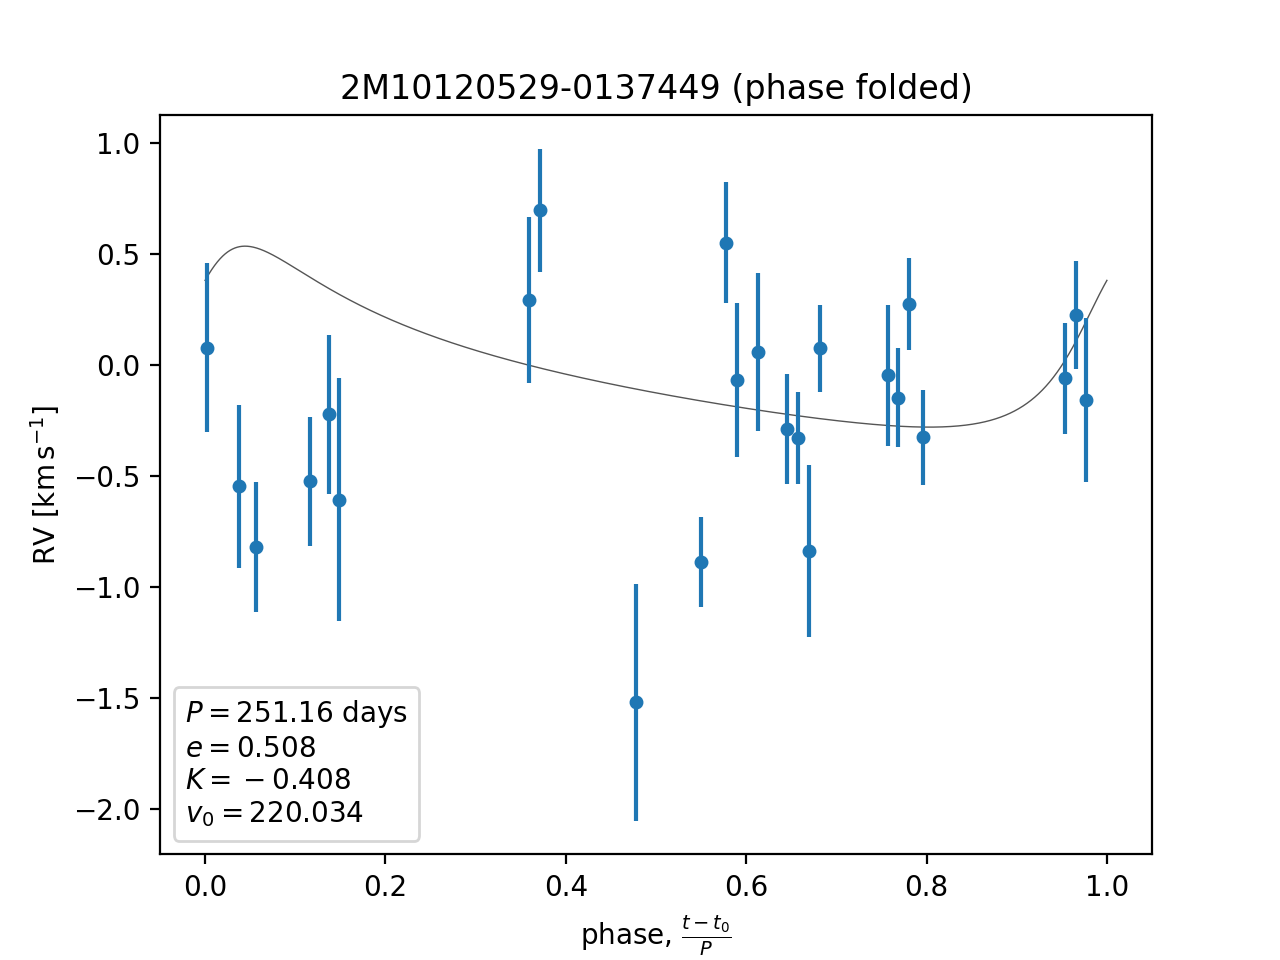 2M10120529-0137449 (phase folded)
1.0
0.5
0.0
−0.5
−1.0
−1.5
−2.0
RV [km s⁻¹]
P = 251.16 days
e = 0.508
K = −0.408
v₀ = 220.034
0.0 0.2 0.4 0.6 0.8 1.0
phase, (t − t₀)/P